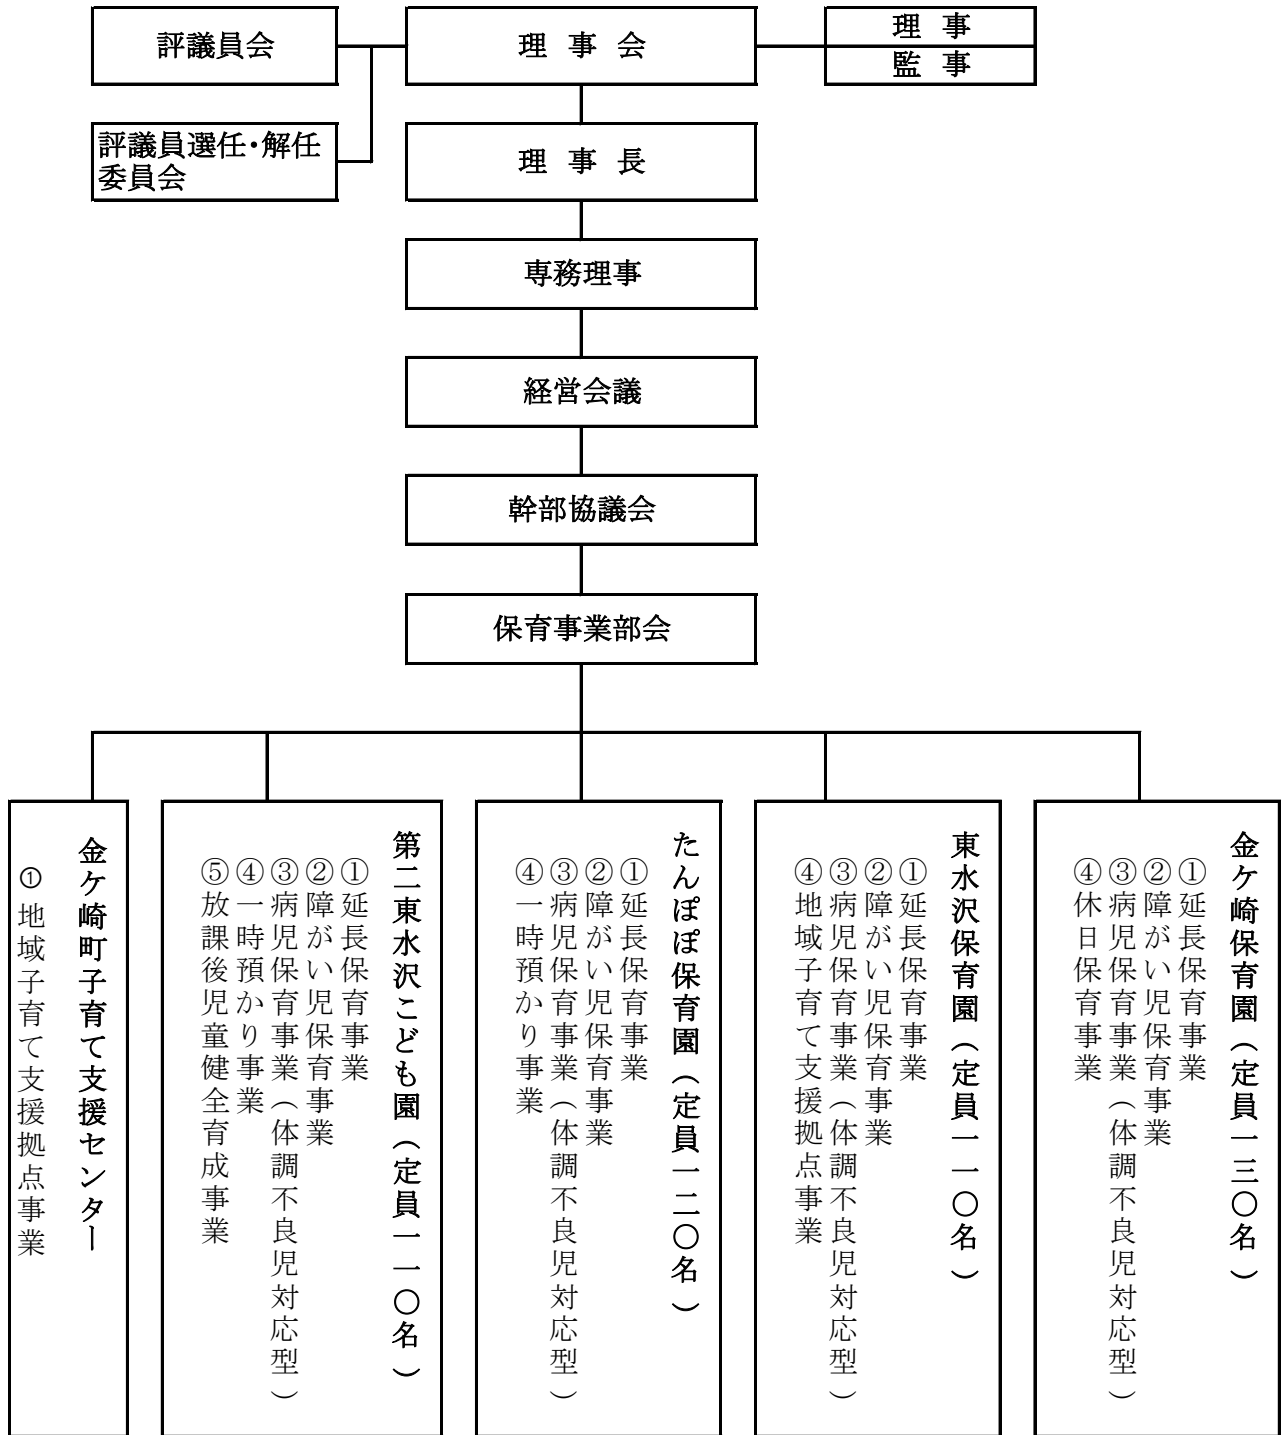 評議員会
理事会
理事
監事
評議員選任・解任
委員会
理事長
専務理事
経営会議
幹部協議会
保育事業部会
金ケ崎保育園（定員一三〇名）
①延長保育事業
②障がい児保育事業
③病児保育事業（体調不良児対応型）
④休日保育事業
東水沢保育園（定員一一〇名）
①延長保育事業
②障がい児保育事業
③病児保育事業（体調不良児対応型）
④地域子育て支援拠点事業
たんぽぽ保育園（定員一二〇名）
①延長保育事業
②障がい児保育事業
③病児保育事業（体調不良児対応型）
④一時預かり事業
第二東水沢こども園（定員一一〇名）
①延長保育事業
②障がい児保育事業
③病児保育事業（体調不良児対応型）
④一時預かり事業
⑤放課後児童健全育成事業
金ケ崎町子育て支援センター
①地域子育て支援拠点事業